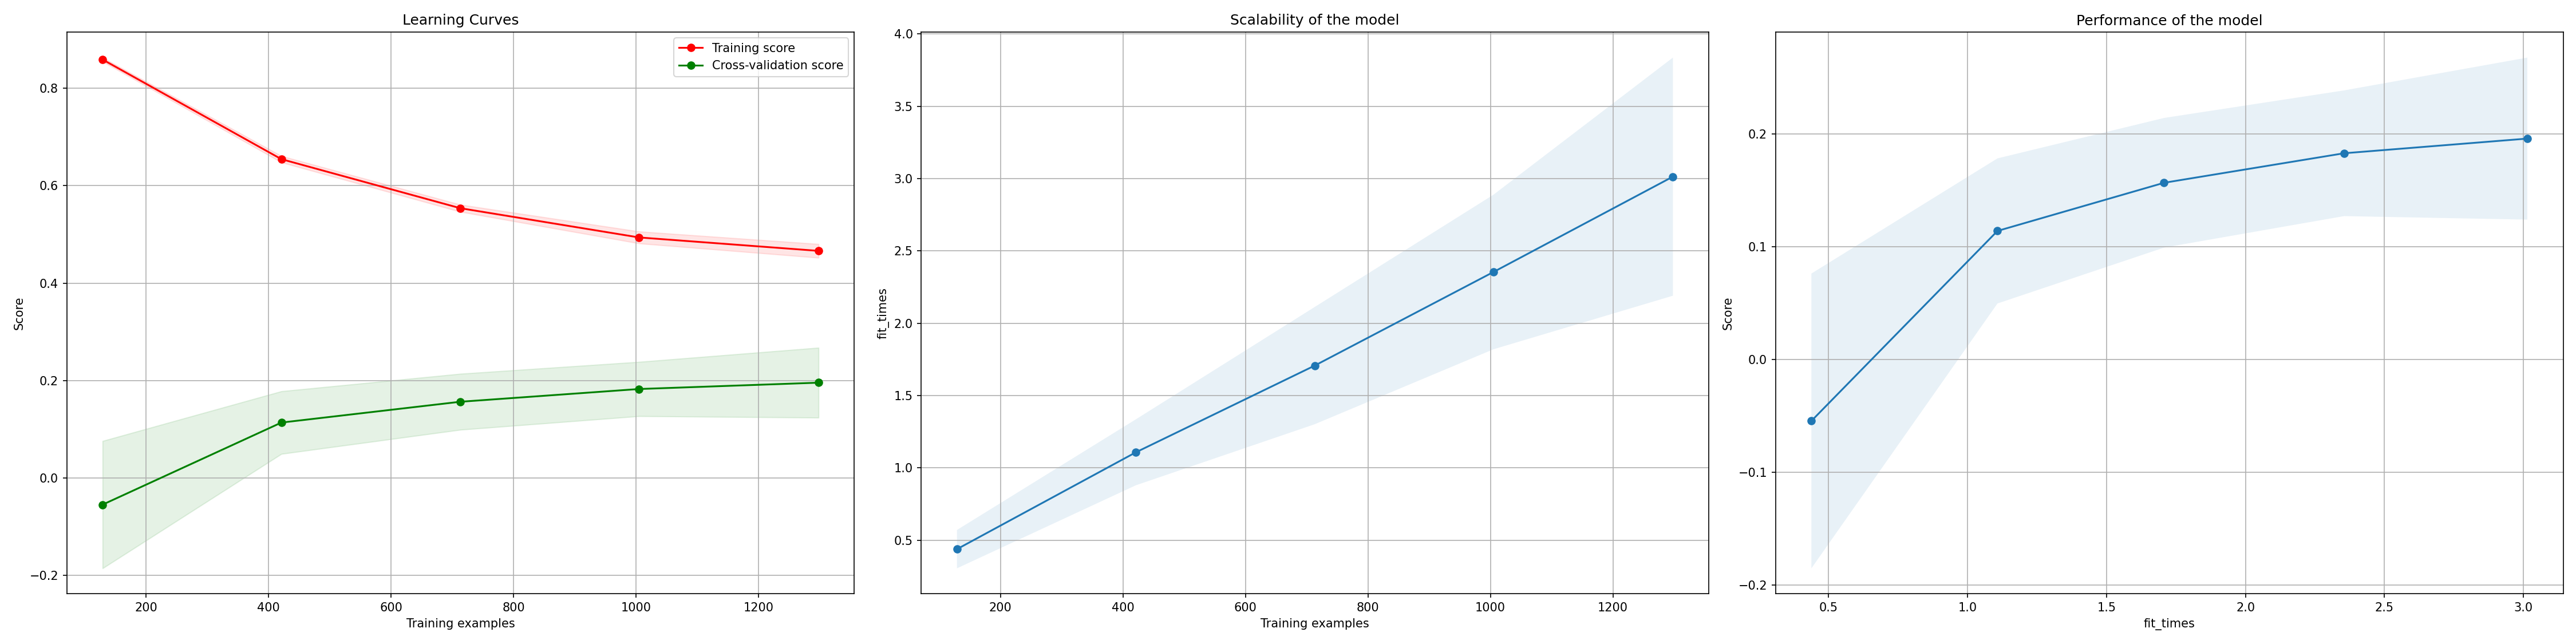 Learning Curves
Training score
Cross-validation score
0.8
0.6
0.4
0.2
0.0
−0.2
Score
200 400 600 800 1000 1200
Training examples
Scalability of the model
4.0
3.5
3.0
2.5
2.0
1.5
1.0
0.5
fit_times
200 400 600 800 1000 1200
Training examples
Performance of the model
0.2
0.1
0.0
−0.1
−0.2
Score
0.5 1.0 1.5 2.0 2.5 3.0
fit_times